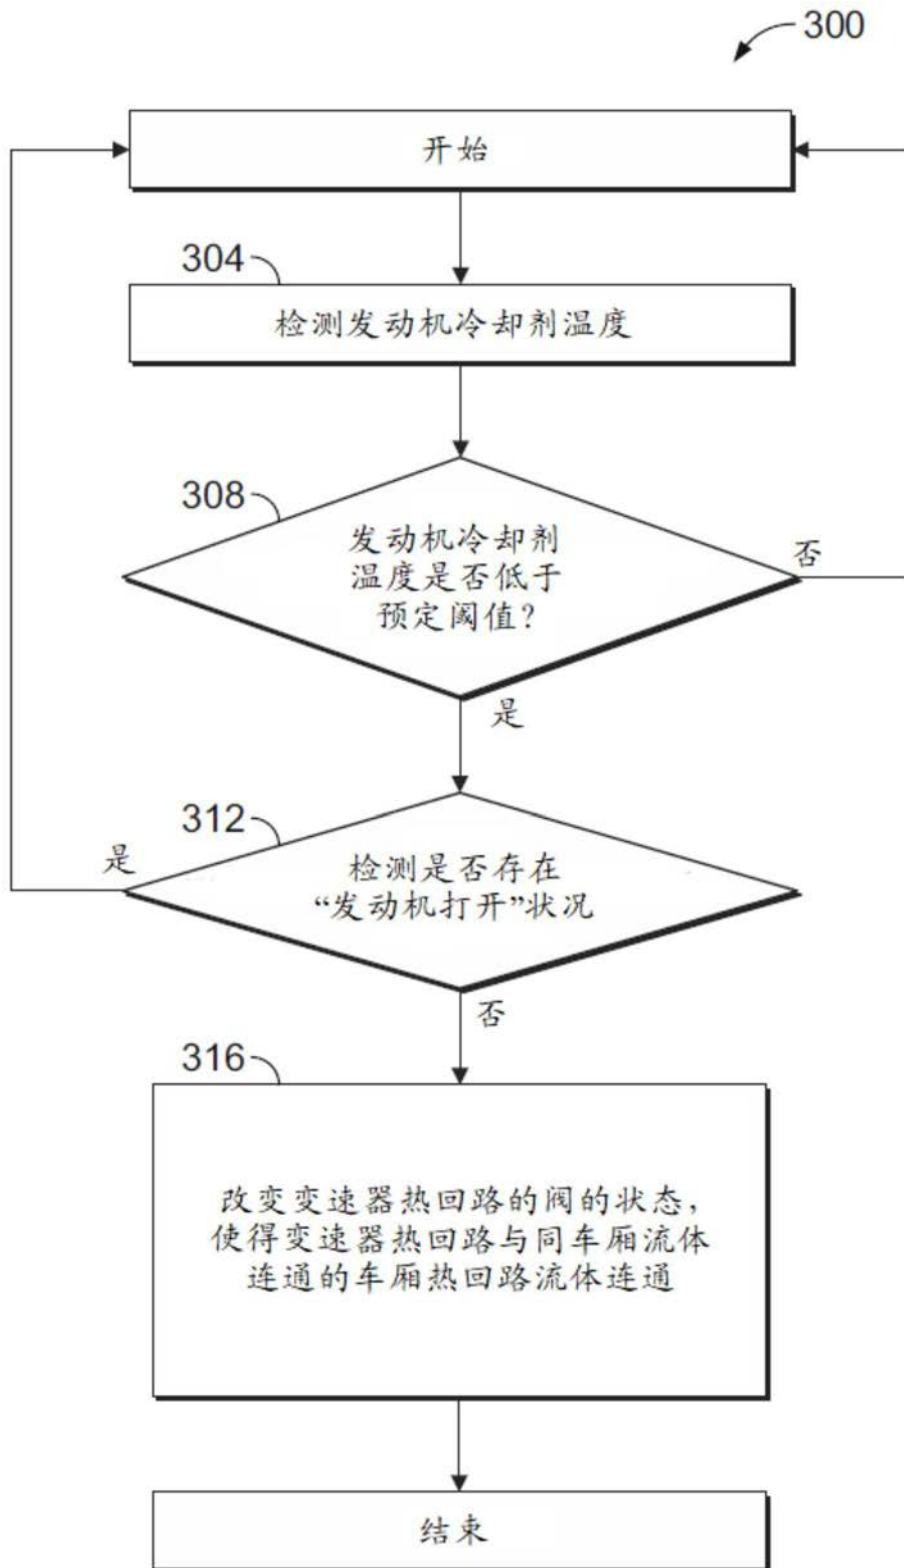 300
开始
304
检测发动机冷却剂温度
308
发动机冷却剂
温度是否低于
预定阈值?
否
是
312
是
检测是否存在
“发动机打开”状况
否
316
改变变速器热回路的阀的状态,
使得变速器热回路与同车厢流体
连通的车厢热回路流体连通
结束